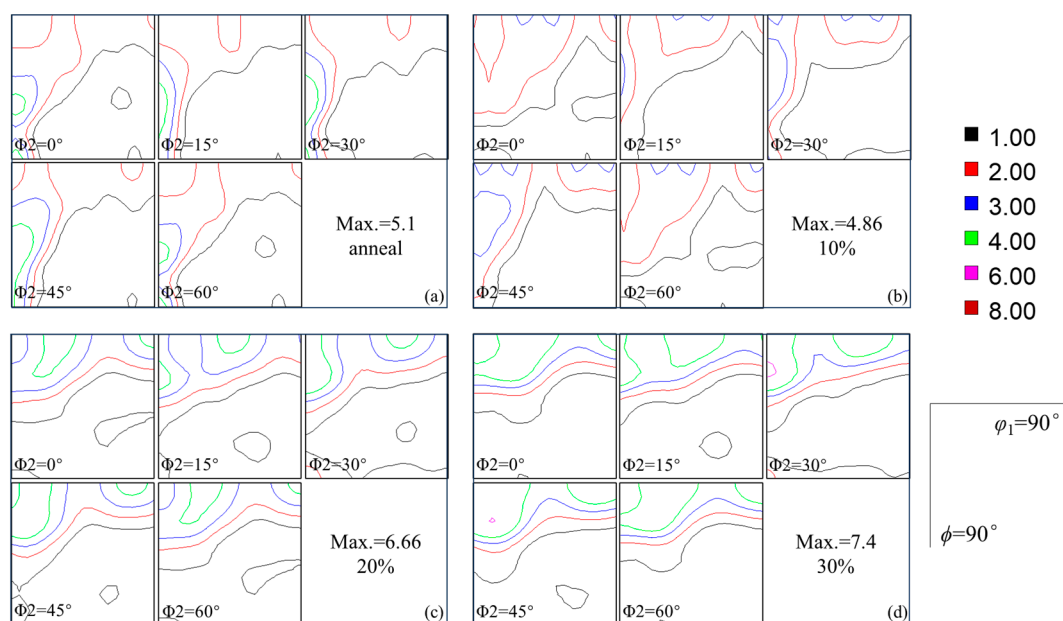 Φ2=0°
Φ2=15°
Φ2=30°
Φ2=45°
Φ2=60°
Max.=5.1
anneal
(a)
Φ2=0°
Φ2=15°
Φ2=30°
Φ2=45°
Φ2=60°
Max.=4.86
10%
(b)
1.00
2.00
3.00
4.00
6.00
8.00
Φ2=0°
Φ2=15°
Φ2=30°
Φ2=45°
Φ2=60°
Max.=6.66
20%
(c)
Φ2=0°
Φ2=15°
Φ2=30°
Φ2=45°
Φ2=60°
Max.=7.4
30%
(d)
φ₁=90°
ϕ=90°